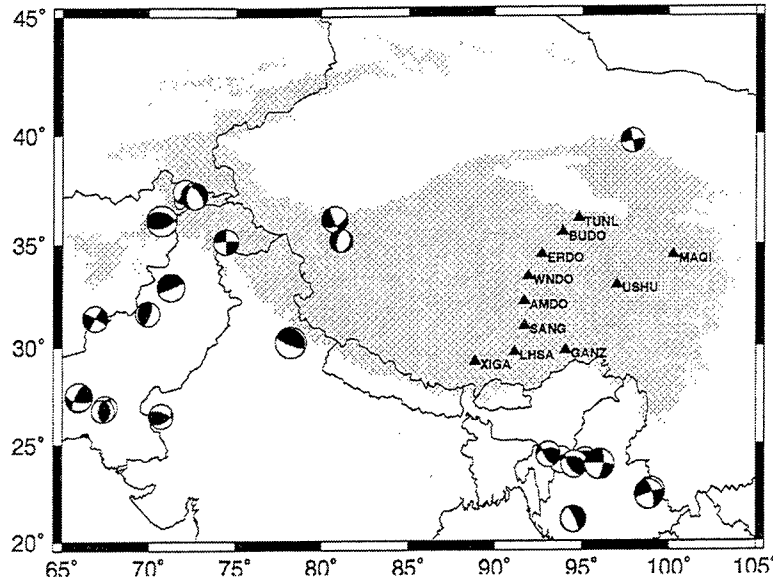 45°
40°
TUNL
BUDO
35°
ERDO
MAQI
WNDO
USHU
AMDO
SANG
30°
LHSA
GANZ
XIGA
25°
20°
65° 70° 75° 80° 85° 90° 95° 100° 105°